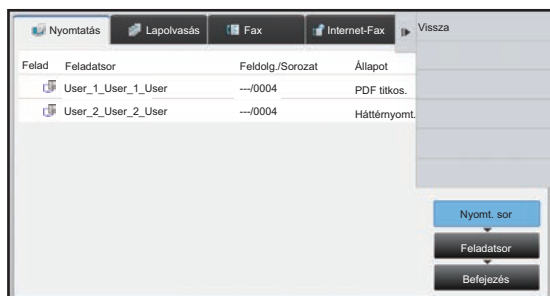 Nyomtatás Lapolvasás Fax Internet-Fax Vissza
Felad Feladatsor Feldolg./Sorozat Állapot
User_1_User_1_User ---/0004 PDF titkos.
User_2_User_2_User ---/0004 Háttérnyomt.
Nyomt. sor
Feladatsor
Befejezés